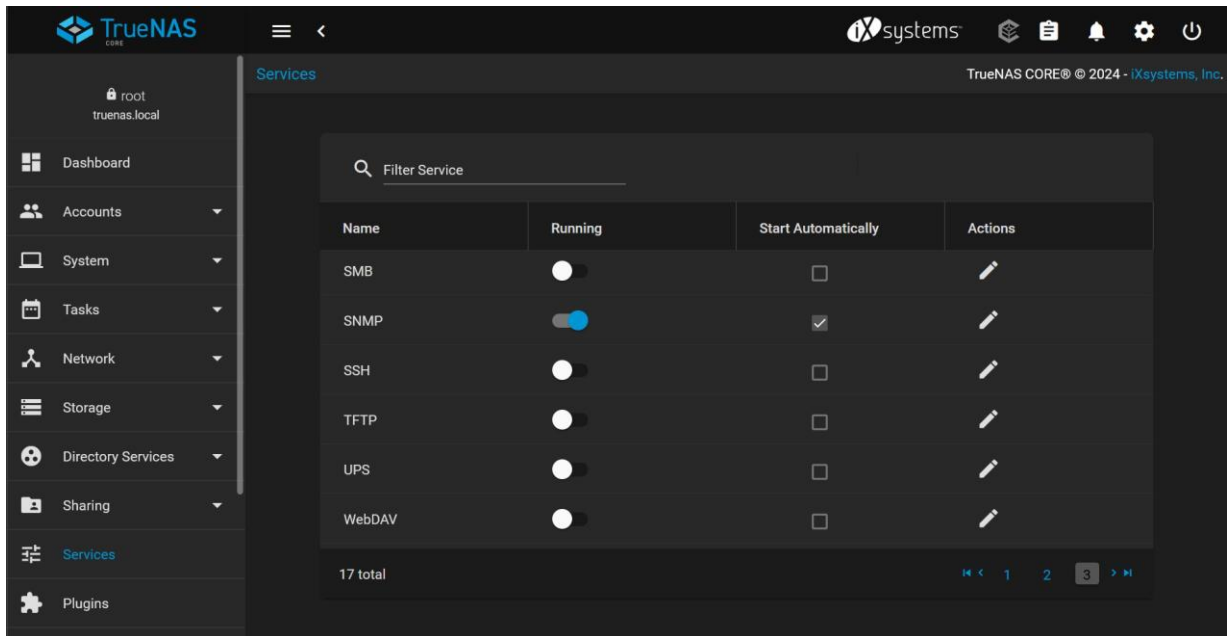 TrueNAS
CORE
iXsystems
root
truenas.local
Dashboard
Accounts
System
Tasks
Network
Storage
Directory Services
Sharing
Services
Plugins
Services
TrueNAS CORE® © 2024 - iXsystems, Inc.
Filter Service
Name Running Start Automatically Actions
SMB
SNMP
SSH
TFTP
UPS
WebDAV
17 total 1 2 3